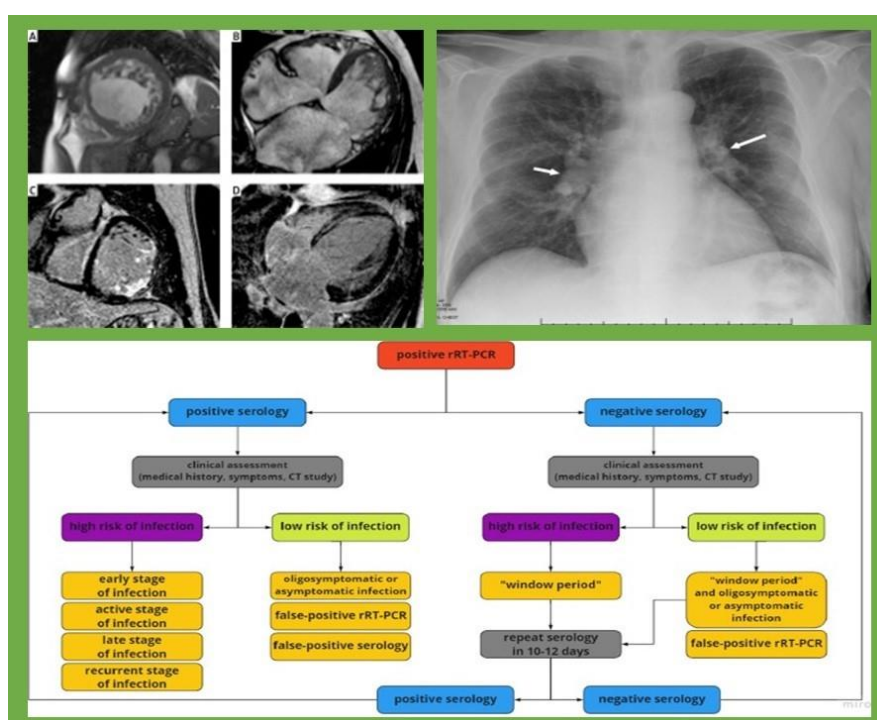 A
B
C
D
positive rRT-PCR
positive serology
negative serology
clinical assessment
(medical history, symptoms, CT study)
clinical assessment
(medical history, symptoms, CT study)
high risk of infection
low risk of infection
high risk of infection
low risk of infection
early stage
of infection
active stage
of infection
late stage
of infection
recurrent stage
of infection
oligosymptomatic or
asymptomatic infection
false-positive rRT-PCR
false-positive serology
"window period"
repeat serology
in 10-12 days
"window period"
and oligosymptomatic
or asymptomatic
infection
false-positive rRT-PCR
positive serology
negative serology
miro